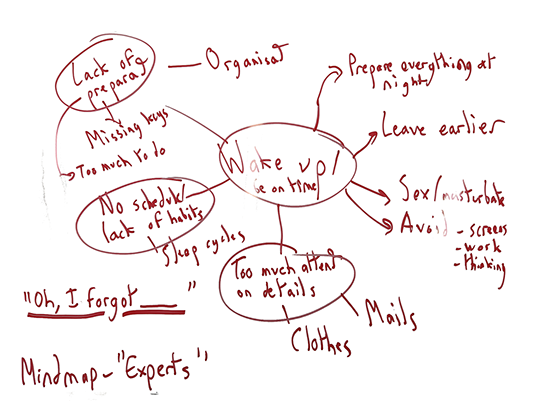 Lack of
preparat
Organisat
Prepare everything at
night
Missing keys
Too much to do
Leave earlier
Wake up/
be on time
No schedule/
lack of habits
Sleep cycles
Sex/masturbate
Avoid - screens
- work
- thinking
Too much attent
on details
Mails
Clothes
"Oh, I forgot ____ "
Mindmap - "Experts"